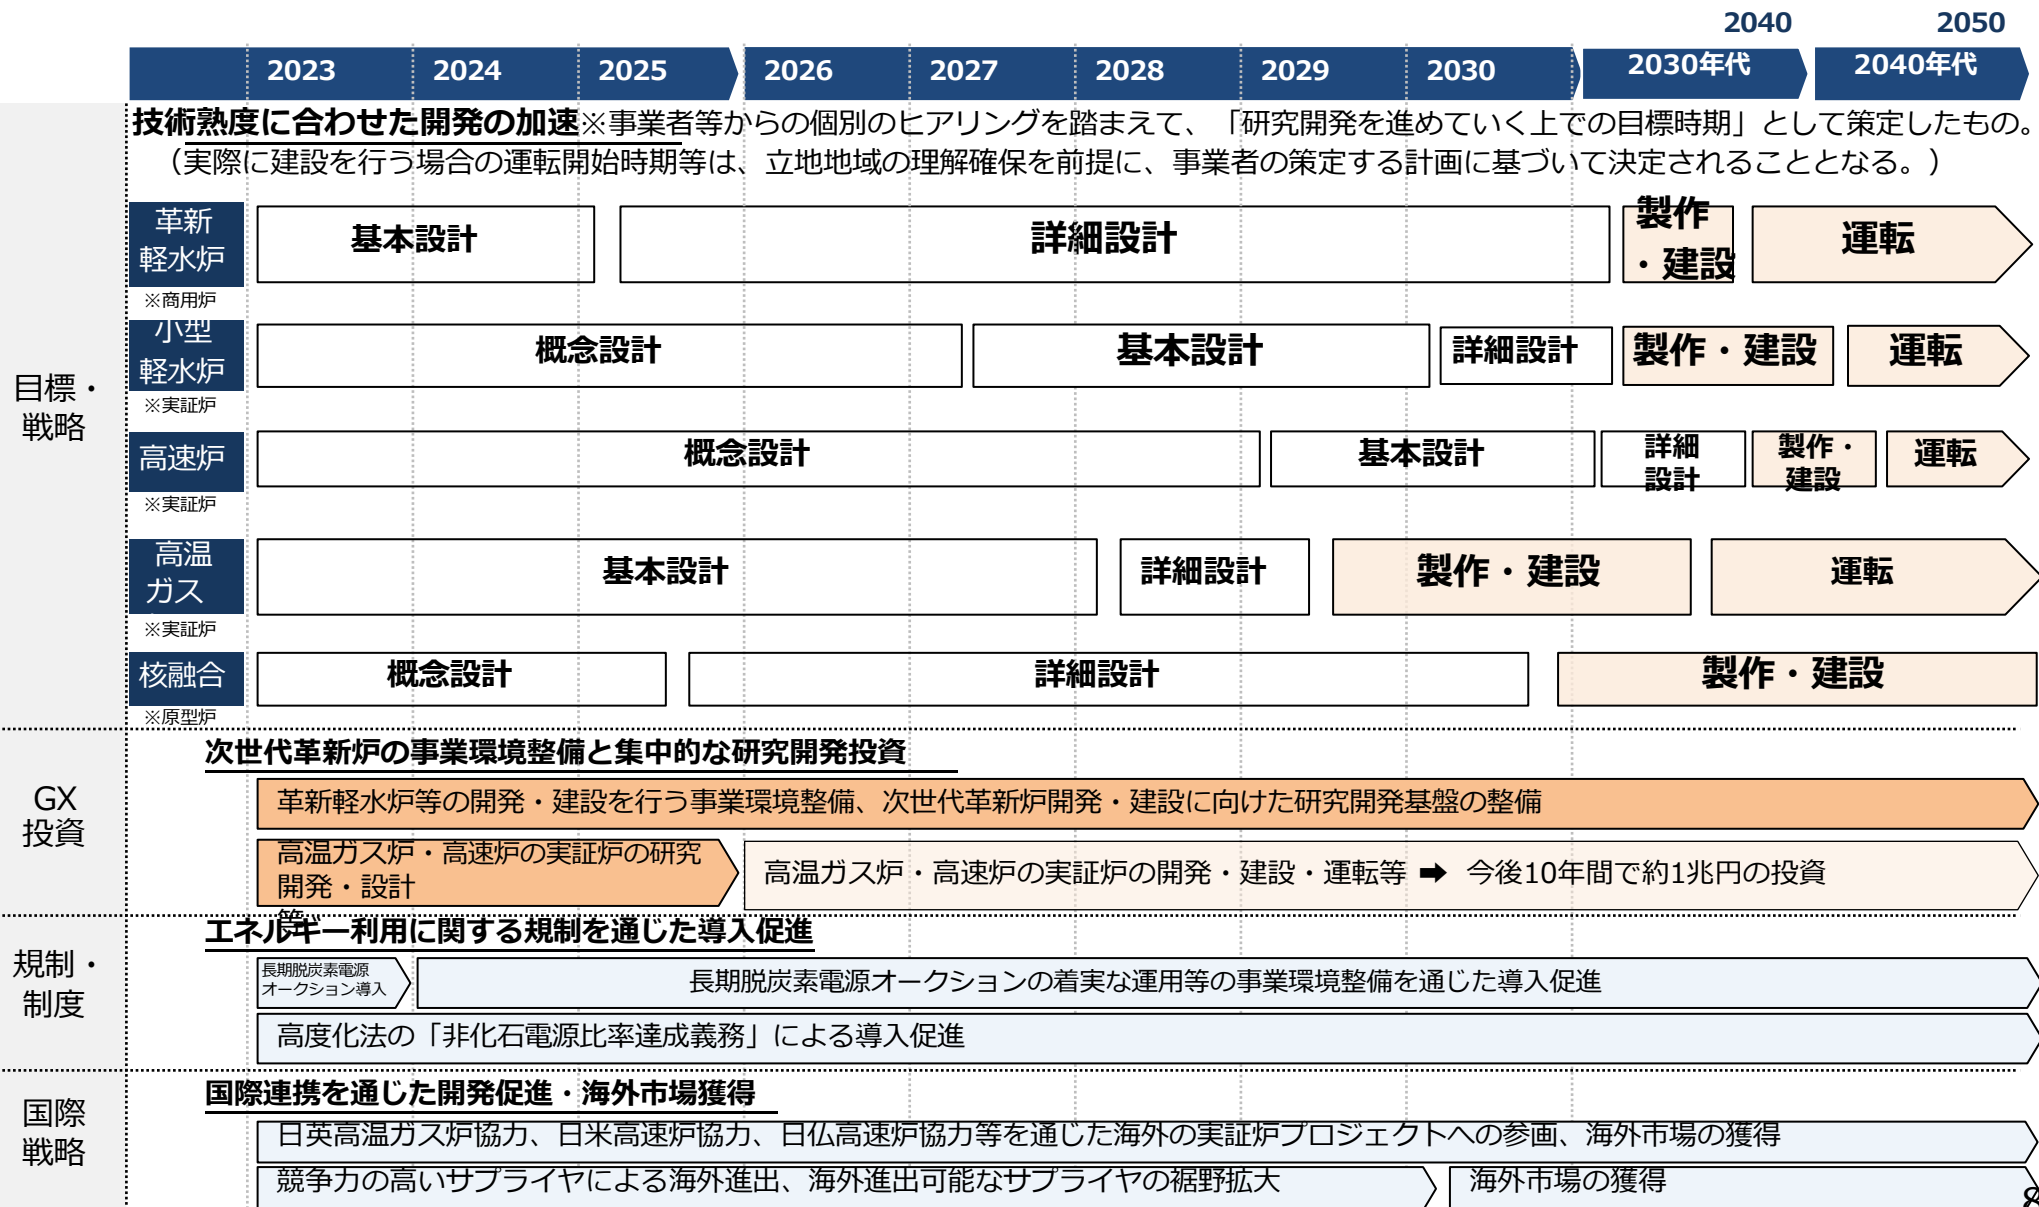 2040 2050
2023 2024 2025 2026 2027 2028 2029 2030 2030年代 2040年代
技術熟度に合わせた開発の加速※事業者等からの個別のヒアリングを踏まえて、「研究開発を進めていく上での目標時期」として策定したもの。
（実際に建設を行う場合の運転開始時期等は、立地地域の理解確保を前提に、事業者の策定する計画に基づいて決定されることとなる。）
目標・
戦略
革新
軽水炉
※商用炉
基本設計 詳細設計
製作
・建設
運転
小型
軽水炉
※実証炉
概念設計 基本設計 詳細設計 製作・建設 運転
高速炉
※実証炉
概念設計 基本設計
詳細
設計
製作・
建設
運転
高温
ガス
※実証炉
基本設計 詳細設計 製作・建設 運転
核融合
※原型炉
概念設計 詳細設計 製作・建設
GX
投資
次世代革新炉の事業環境整備と集中的な研究開発投資
革新軽水炉等の開発・建設を行う事業環境整備、次世代革新炉開発・建設に向けた研究開発基盤の整備
高温ガス炉・高速炉の実証炉の研究
開発・設計
等
高温ガス炉・高速炉の実証炉の開発・建設・運転等 ➡ 今後10年間で約1兆円の投資
規制・
制度
エネルギー利用に関する規制を通じた導入促進
長期脱炭素電源
オークション導入
長期脱炭素電源オークションの着実な運用等の事業環境整備を通じた導入促進
高度化法の「非化石電源比率達成義務」による導入促進
国際
戦略
国際連携を通じた開発促進・海外市場獲得
日英高温ガス炉協力、日米高速炉協力、日仏高速炉協力等を通じた海外の実証炉プロジェクトへの参画、海外市場の獲得
競争力の高いサプライヤによる海外進出、海外進出可能なサプライヤの裾野拡大
海外市場の獲得